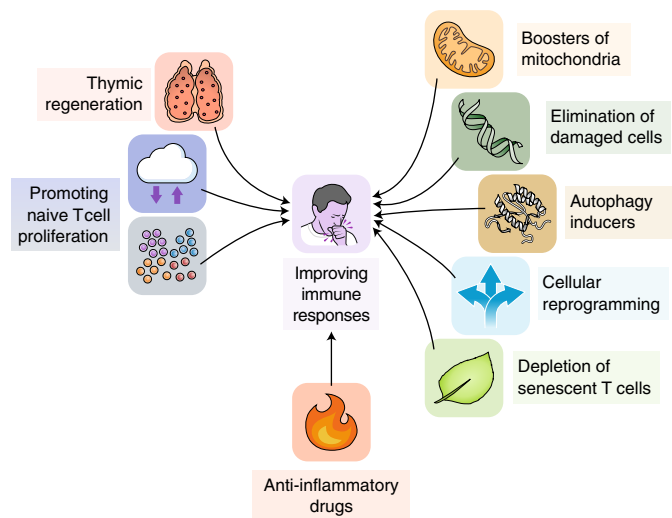 Thymic
regeneration
Promoting
naive T cell
proliferation
Boosters of
mitochondria
Elimination of
damaged cells
Autophagy
inducers
Cellular
reprogramming
Depletion of
senescent T cells
Improving
immune
responses
Anti-inflammatory
drugs